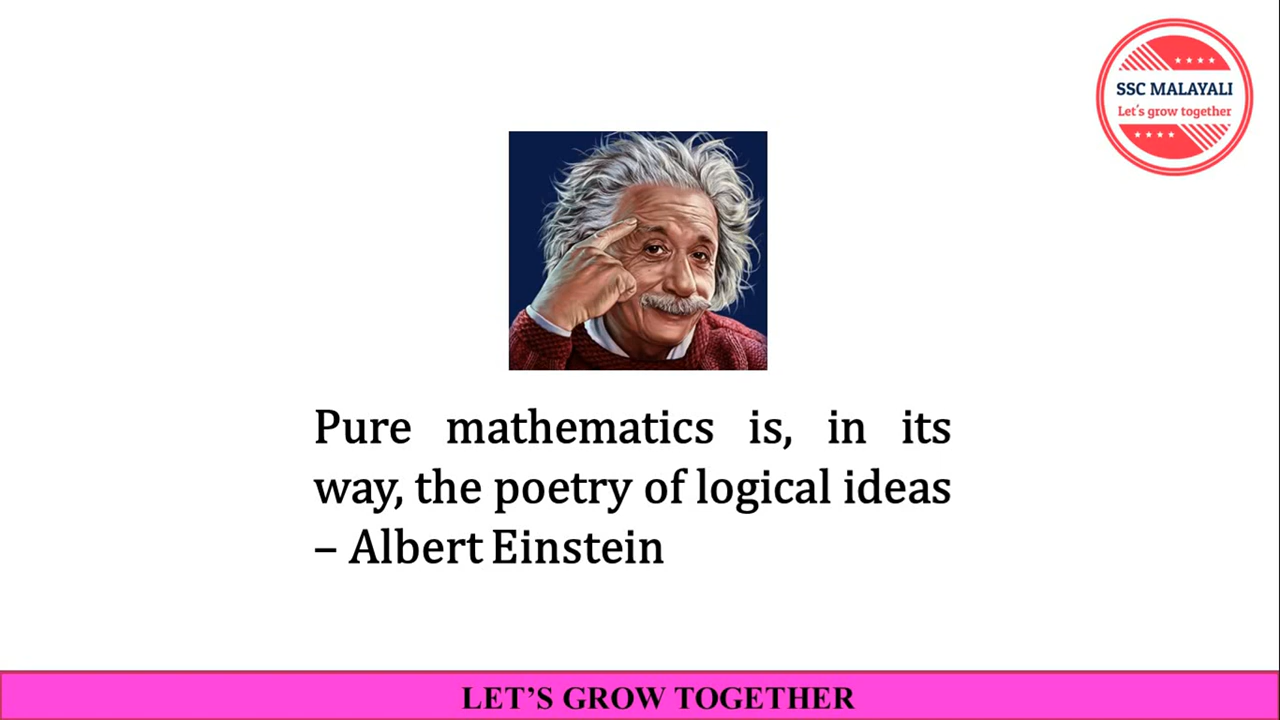 SSC MALAYALI
Let's grow together
Pure mathematics is, in its
way, the poetry of logical ideas
– Albert Einstein
LET’S GROW TOGETHER